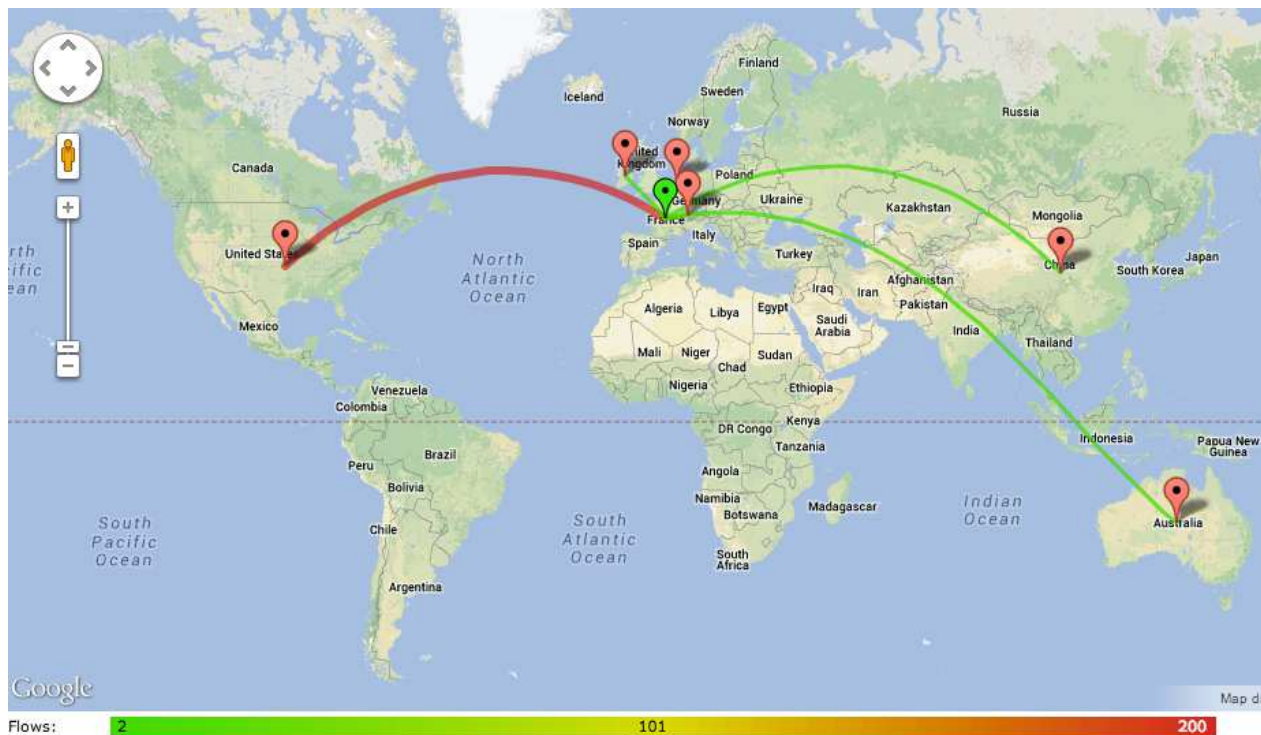 Finland
Sweden
Iceland
Russia
Norway
United
Kingdom
Canada
Poland
Germany
Ukraine
Kazakhstan
Mongolia
France
Italy
Spain
Turkey
United States
China
South Korea
Japan
North
Atlantic
Ocean
Afghanistan
Iraq
Iran
Pakistan
Algeria
Libya
Egypt
Saudi
Arabia
Mexico
India
Thailand
Mali
Niger
Chad
Sudan
Nigeria
Ethiopia
Venezuela
Colombia
DR Congo
Kenya
Tanzania
Indonesia
Papua New
Guinea
Brazil
Peru
Bolivia
Angola
Namibia
Botswana
Madagascar
Indian
Ocean
South
Pacific
Ocean
Chile
South
Atlantic
Ocean
South
Africa
Australia
Argentina
Google
Map d
Flows: 2 101 200